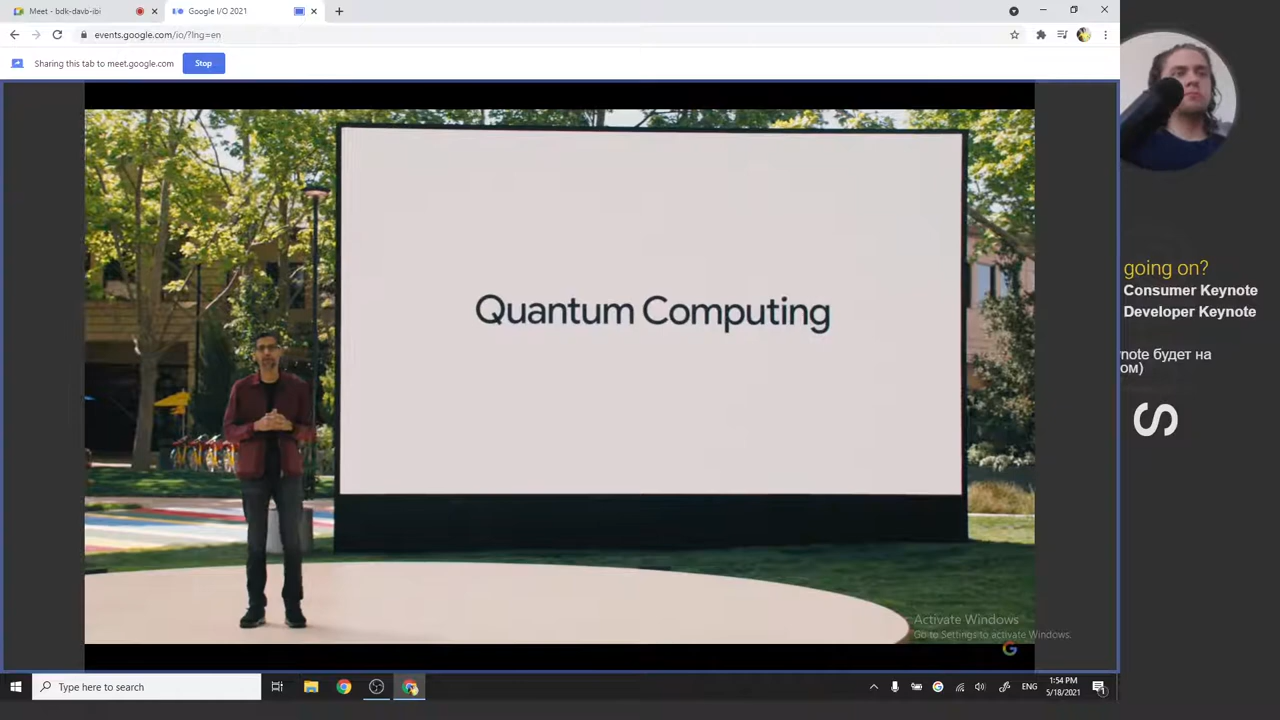 Meet - bdk-davb-ibi
Google I/O 2021
events.google.com/io/?lng=en
Sharing this tab to meet.google.com
Stop
Quantum Computing
going on?
Consumer Keynote
Developer Keynote
note будет на
ом)
S
Activate Windows
Go to Settings to activate Windows.
G
Type here to search
ENG
1:54 PM
5/18/2021
1